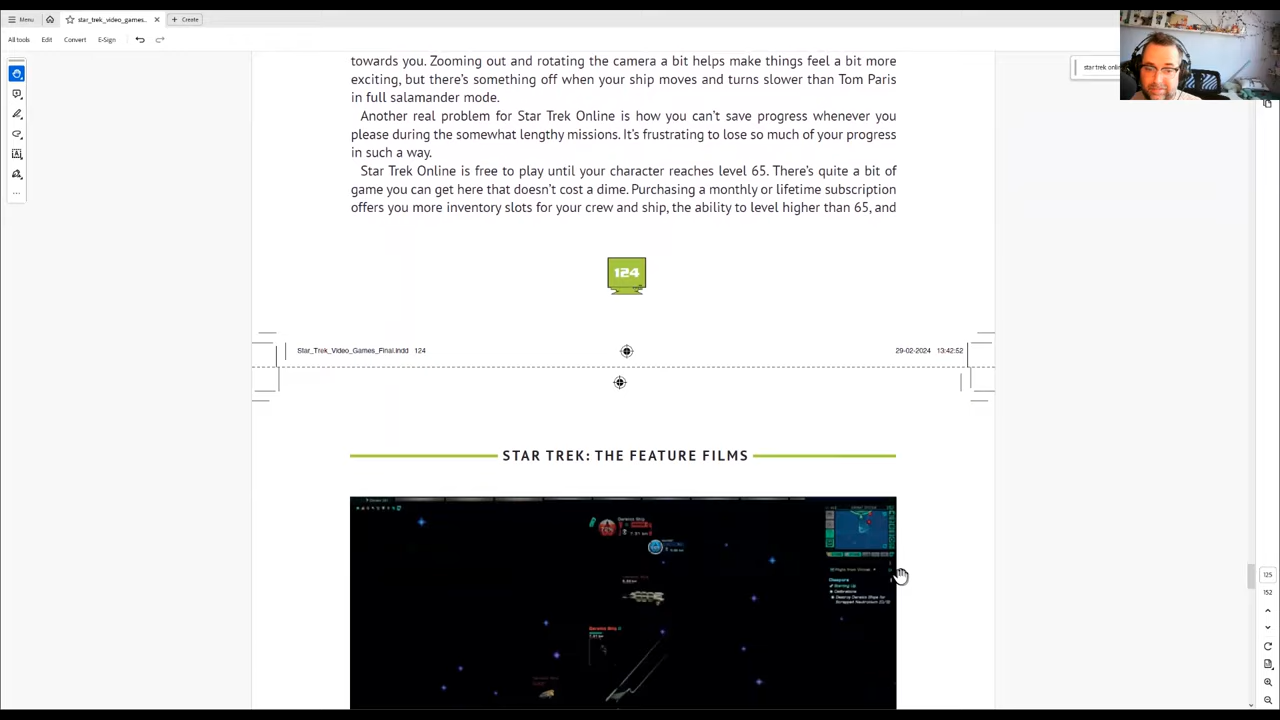 Menu
star_trek_video_games...
Create
All tools
Edit
Convert
E-Sign
star trek onlin
towards you. Zooming out and rotating the camera a bit helps make things feel a bit more
exciting, but there's something off when your ship moves and turns slower than Tom Paris
in full salamander mode.
Another real problem for Star Trek Online is how you can't save progress whenever you
please during the somewhat lengthy missions. It's frustrating to lose so much of your progress
in such a way.
Star Trek Online is free to play until your character reaches level 65. There's quite a bit of
game you can get here that doesn't cost a dime. Purchasing a monthly or lifetime subscription
offers you more inventory slots for your crew and ship, the ability to level higher than 65, and
124
Star_Trek_Video_Games_Final.indd 124
29-02-2024 13:42:52
STAR TREK: THE FEATURE FILMS
125
152